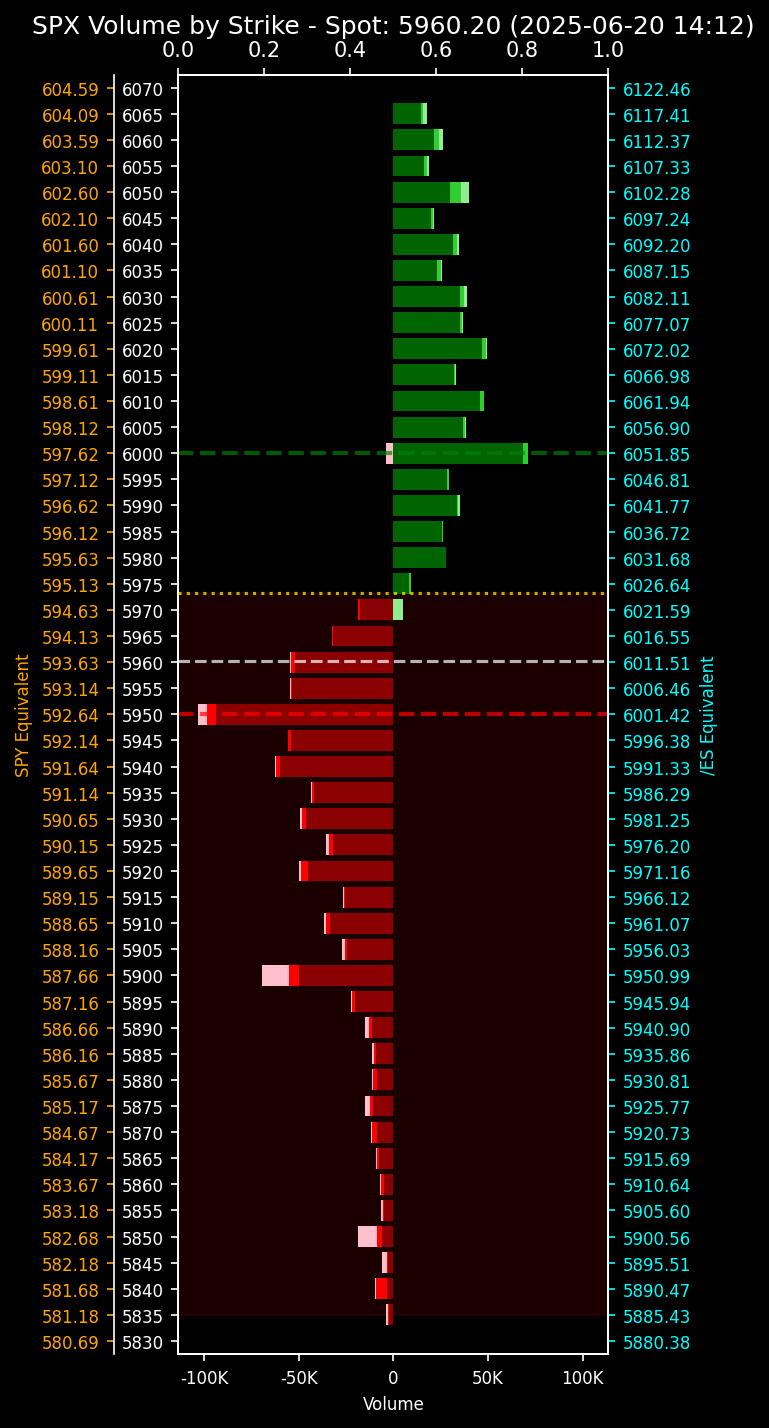 SPX Volume by Strike - Spot: 5960.20 (2025-06-20 14:12)
0.0 0.2 0.4 0.6 0.8 1.0
604.59 6070 6122.46
604.09 6065 6117.41
603.59 6060 6112.37
603.10 6055 6107.33
602.60 6050 6102.28
602.10 6045 6097.24
601.60 6040 6092.20
601.10 6035 6087.15
600.61 6030 6082.11
600.11 6025 6077.07
599.61 6020 6072.02
599.11 6015 6066.98
598.61 6010 6061.94
598.12 6005 6056.90
597.62 6000 6051.85
597.12 5995 6046.81
596.62 5990 6041.77
596.12 5985 6036.72
595.63 5980 6031.68
595.13 5975 6026.64
594.63 5970 6021.59
594.13 5965 6016.55
593.63 5960 6011.51
593.14 5955 6006.46
592.64 5950 6001.42
592.14 5945 5996.38
591.64 5940 5991.33
591.14 5935 5986.29
590.65 5930 5981.25
590.15 5925 5976.20
589.65 5920 5971.16
589.15 5915 5966.12
588.65 5910 5961.07
588.16 5905 5956.03
587.66 5900 5950.99
587.16 5895 5945.94
586.66 5890 5940.90
586.16 5885 5935.86
585.67 5880 5930.81
585.17 5875 5925.77
584.67 5870 5920.73
584.17 5865 5915.69
583.67 5860 5910.64
583.18 5855 5905.60
582.68 5850 5900.56
582.18 5845 5895.51
581.68 5840 5890.47
581.18 5835 5885.43
580.69 5830 5880.38
SPY Equivalent
/ES Equivalent
-100K -50K 0 50K 100K
Volume